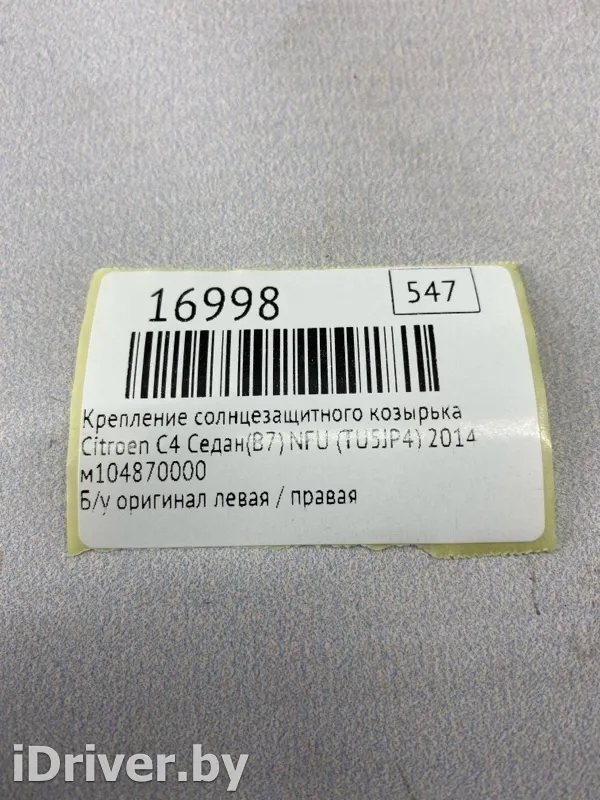 16998
547
Крепление солнцезащитного козырька
Citroen C4 Седан(B7) NFU (TU5JP4) 2014
м104870000
Б/у оригинал левая / правая
iDriver.by